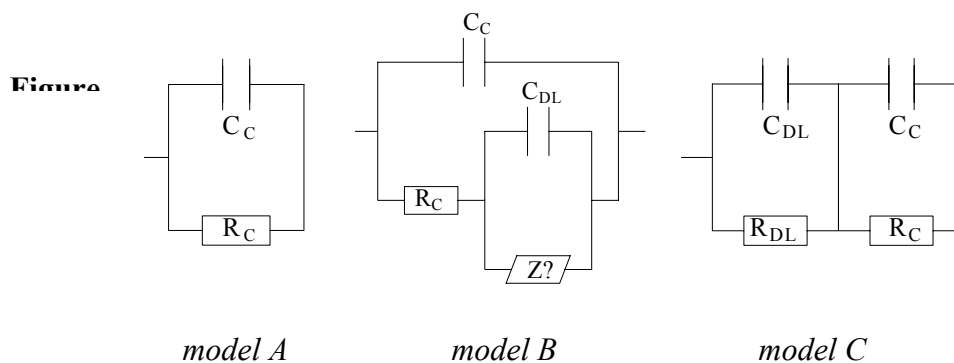 C_C
Figure
C_DL
C_C
C_DL
C_C
R_C
R_C
R_DL
R_C
Z?
model A
model B
model C